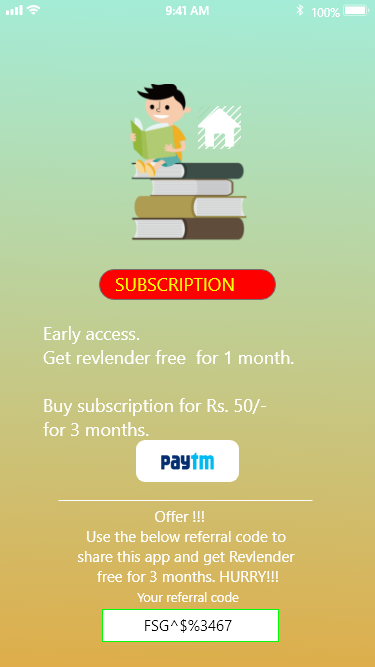 9:41 AM 100%
SUBSCRIPTION
Early access.
Get revlender free for 1 month.
Buy subscription for Rs. 50/-
for 3 months.
paytm
Offer !!!
Use the below referral code to
share this app and get Revlender
free for 3 months. HURRY!!!
Your referral code
FSG^$%3467